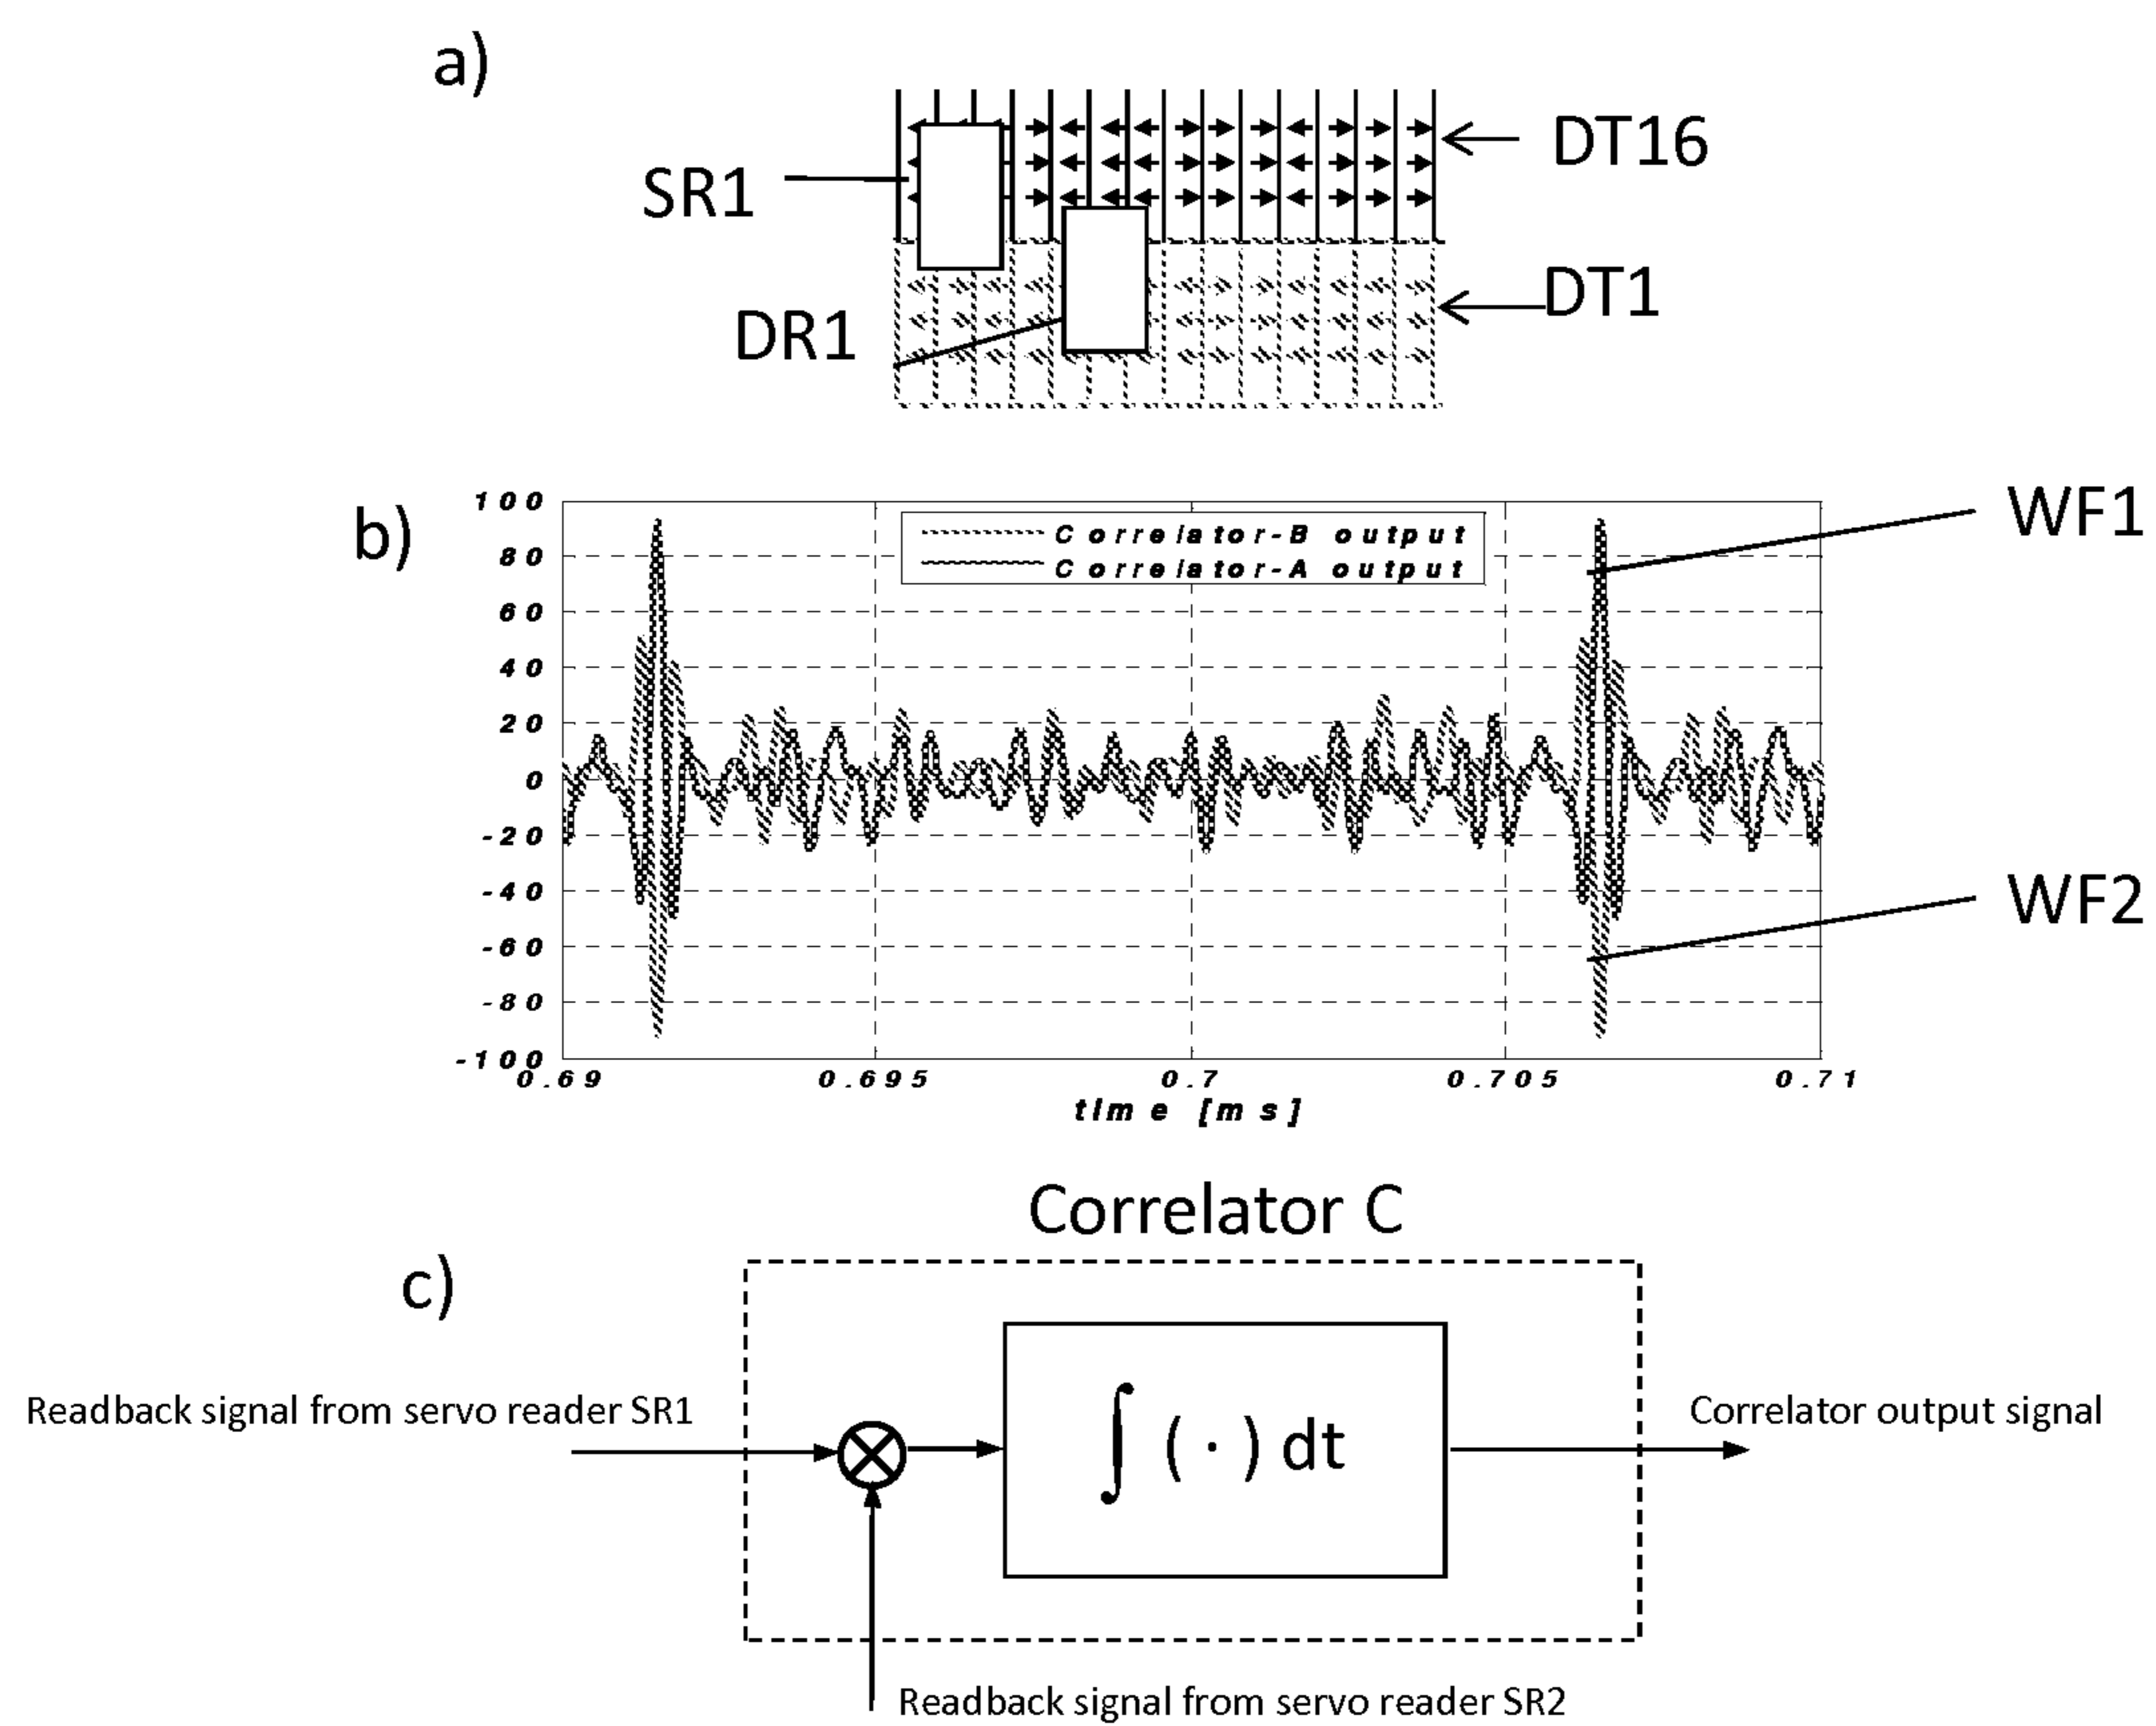 a)
SR1
DT16
DR1
DT1
b)
100
80
60
40
20
0
-20
-40
-60
-80
-100
Correlator-B output
Correlator-A output
WF1
WF2
0.69 0.695 0.7 0.705 0.71
time [ms]
Correlator C
c)
Readback signal from servo reader SR1
∫ (·) dt
Correlator output signal
Readback signal from servo reader SR2